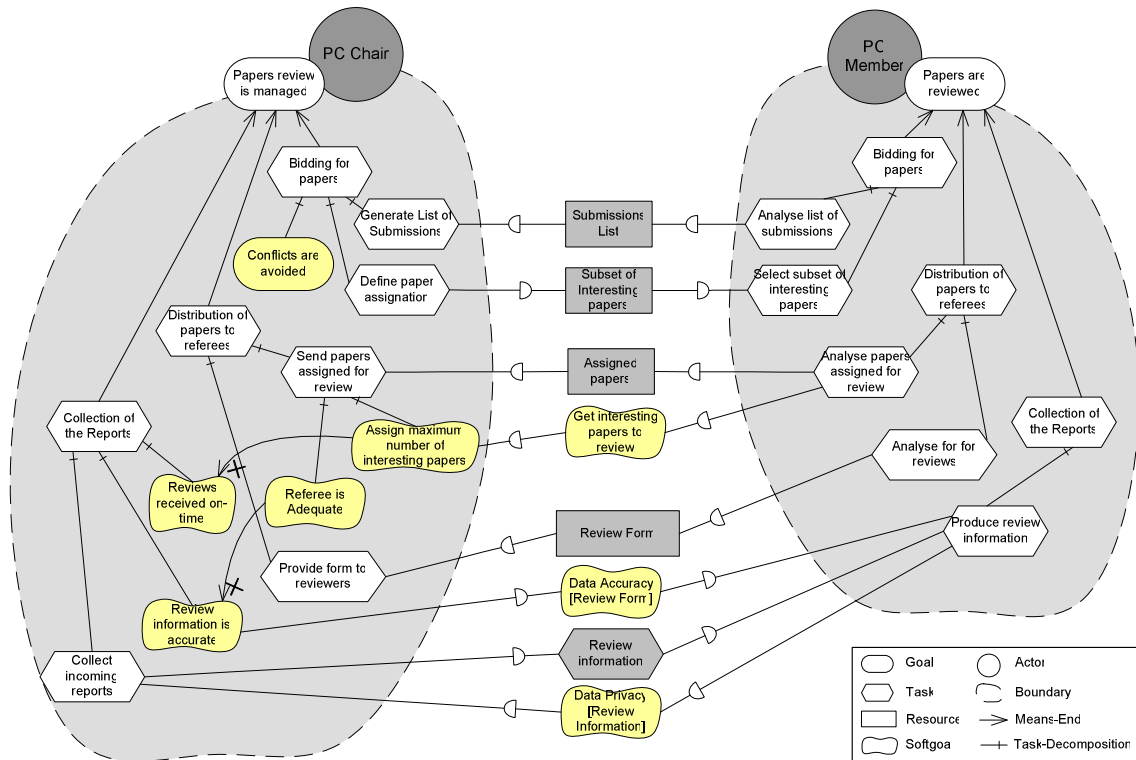 PC Chair
Papers review
is managed
PC
Member
Papers are
reviewed
Bidding for
papers
Generate List of
Submissions
Conflicts are
avoided
Define paper
assignation
Distribution of
papers to
referees
Send papers
assigned for
review
Collection of
the Reports
Assign maximum
number of
interesting papers
Reviews
received on-
time
Referee is
Adequate
Provide form to
reviewers
Review
information is
accurate
Collect
incoming
reports
Submissions
List
Subset of
Interesting
papers
Assigned
papers
Get interesting
papers to
review
Review Form
Data Accuracy
[Review Form]
Review
information
Data Privacy
[Review
Information]
Bidding for
papers
Analyse list of
submissions
Select subset of
interesting
papers
Distribution of
papers to
referees
Analyse papers
assigned for
review
Collection of
the Reports
Analyse for for
reviews
Produce review
information
Goal
Actor
Task
Boundary
Resource
Means-End
Softgoa
Task-Decomposition